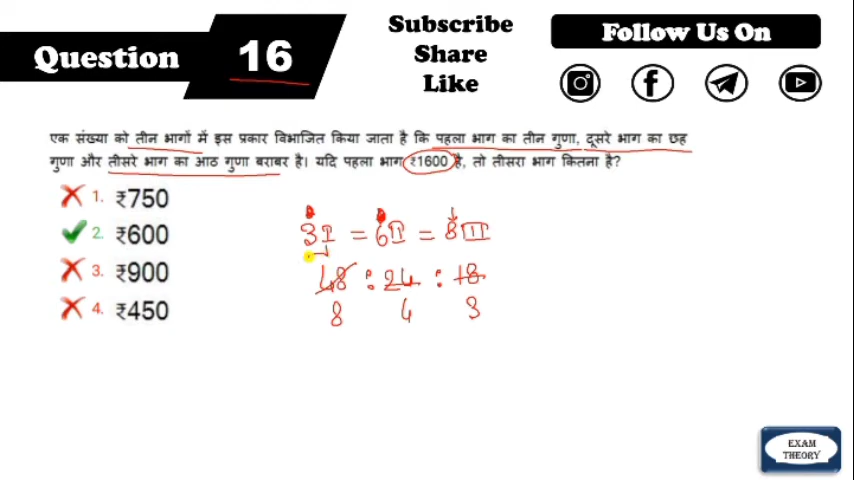 Question 16
Subscribe
Share
Like
Follow Us On
एक संख्या को तीन भागों में इस प्रकार विभाजित किया जाता है कि पहला भाग का तीन गुणा, दूसरे भाग का छह
गुणा और तीसरे भाग का आठ गुणा बराबर है। यदि पहला भाग ₹1600 है, तो तीसरा भाग कितना है?
1. ₹750
2. ₹600
3. ₹900
4. ₹450
3I = 6II = 8III
48 : 24 : 18
8 4 3
EXAM
THEORY